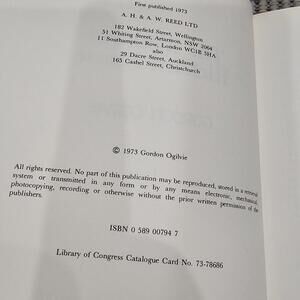 First published 1973
A. H. & A. W. REED LTD
182 Wakefield Street, Wellington
51 Whiting Street, Artarmon, NSW 2064
11 Southampton Row, London WC1B 5HA
also
29 Dacre Street, Auckland
165 Cashel Street, Christchurch
© 1973 Gordon Ogilvie
All rights reserved. No part of this publication may be reproduced, stored in a retrieval
system or transmitted in any form or by any means electronic, mechanical,
photocopying, recording or otherwise without the prior written permission of the
publishers.
ISBN 0 589 00794 7
Library of Congress Catalogue Card No. 73-78686